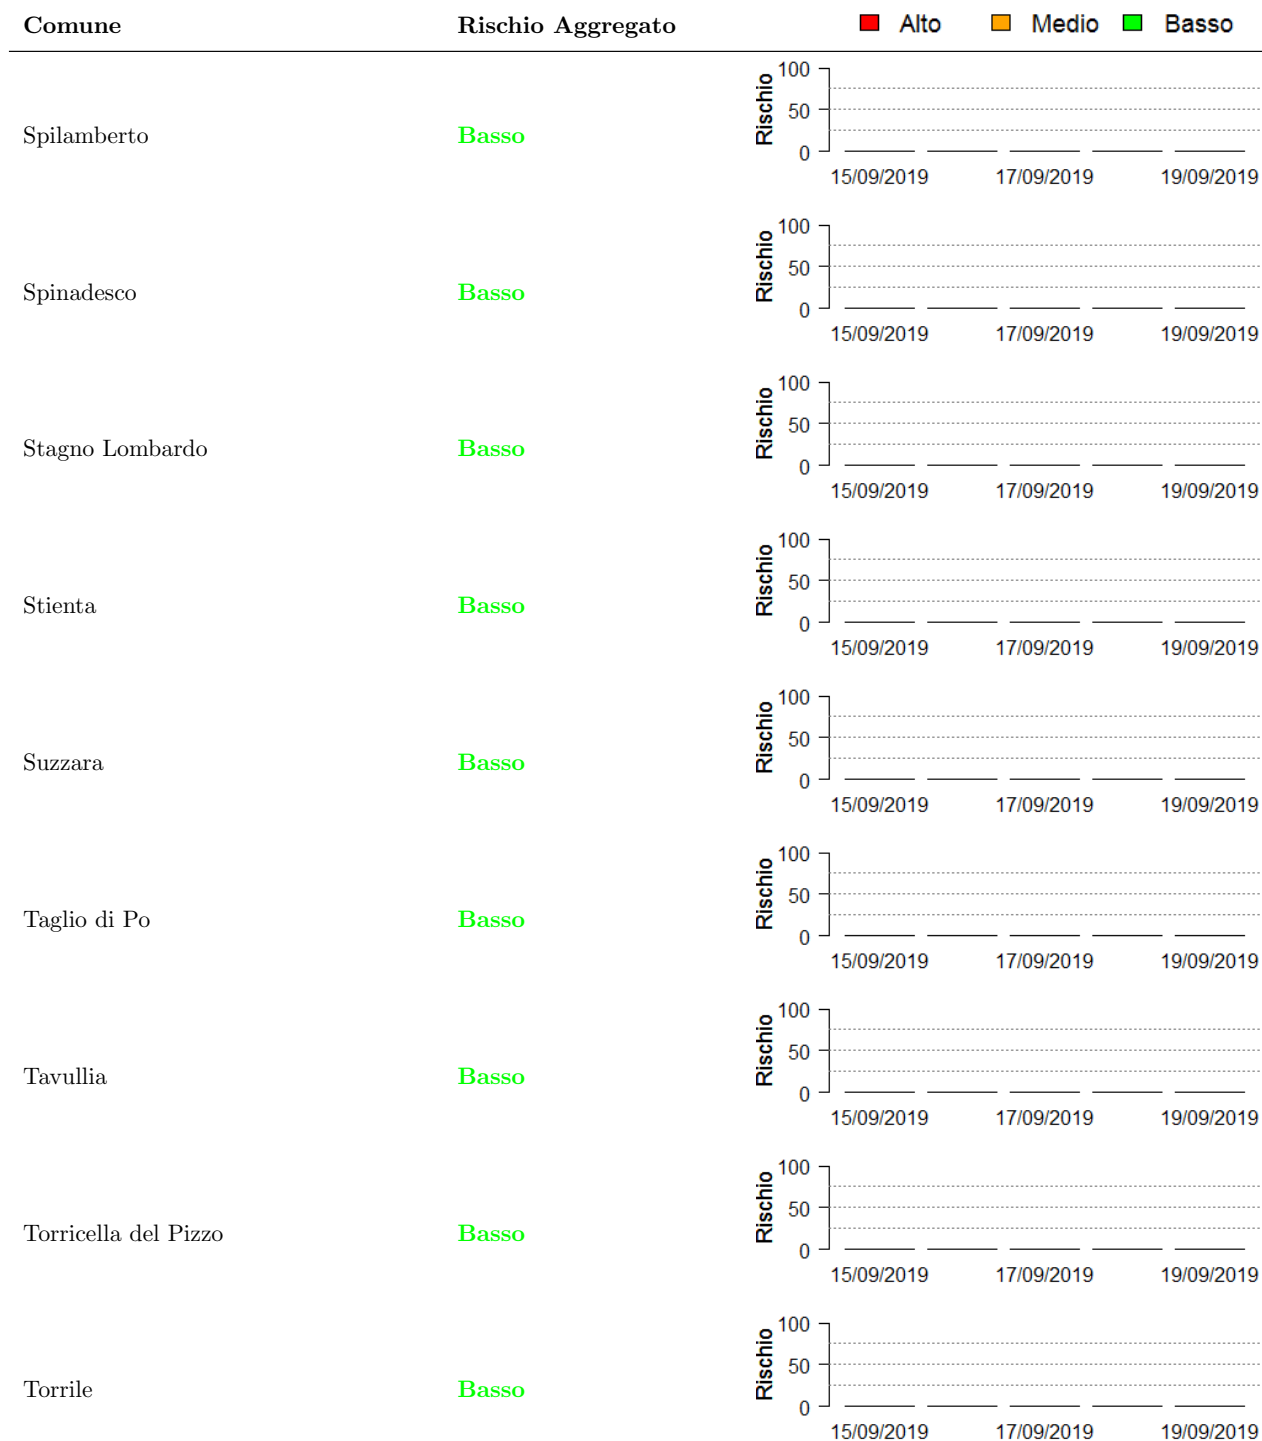 Comune Rischio Aggregato Alto Medio Basso
100
50
0
Rischio
Spilamberto Basso
15/09/2019 17/09/2019 19/09/2019
100
50
0
Rischio
Spinadesco Basso
15/09/2019 17/09/2019 19/09/2019
100
50
0
Rischio
Stagno Lombardo Basso
15/09/2019 17/09/2019 19/09/2019
100
50
0
Rischio
Stienta Basso
15/09/2019 17/09/2019 19/09/2019
100
50
0
Rischio
Suzzara Basso
15/09/2019 17/09/2019 19/09/2019
100
50
0
Rischio
Taglio di Po Basso
15/09/2019 17/09/2019 19/09/2019
100
50
0
Rischio
Tavullia Basso
15/09/2019 17/09/2019 19/09/2019
100
50
0
Rischio
Torricella del Pizzo Basso
15/09/2019 17/09/2019 19/09/2019
100
50
0
Rischio
Torrile Basso
15/09/2019 17/09/2019 19/09/2019